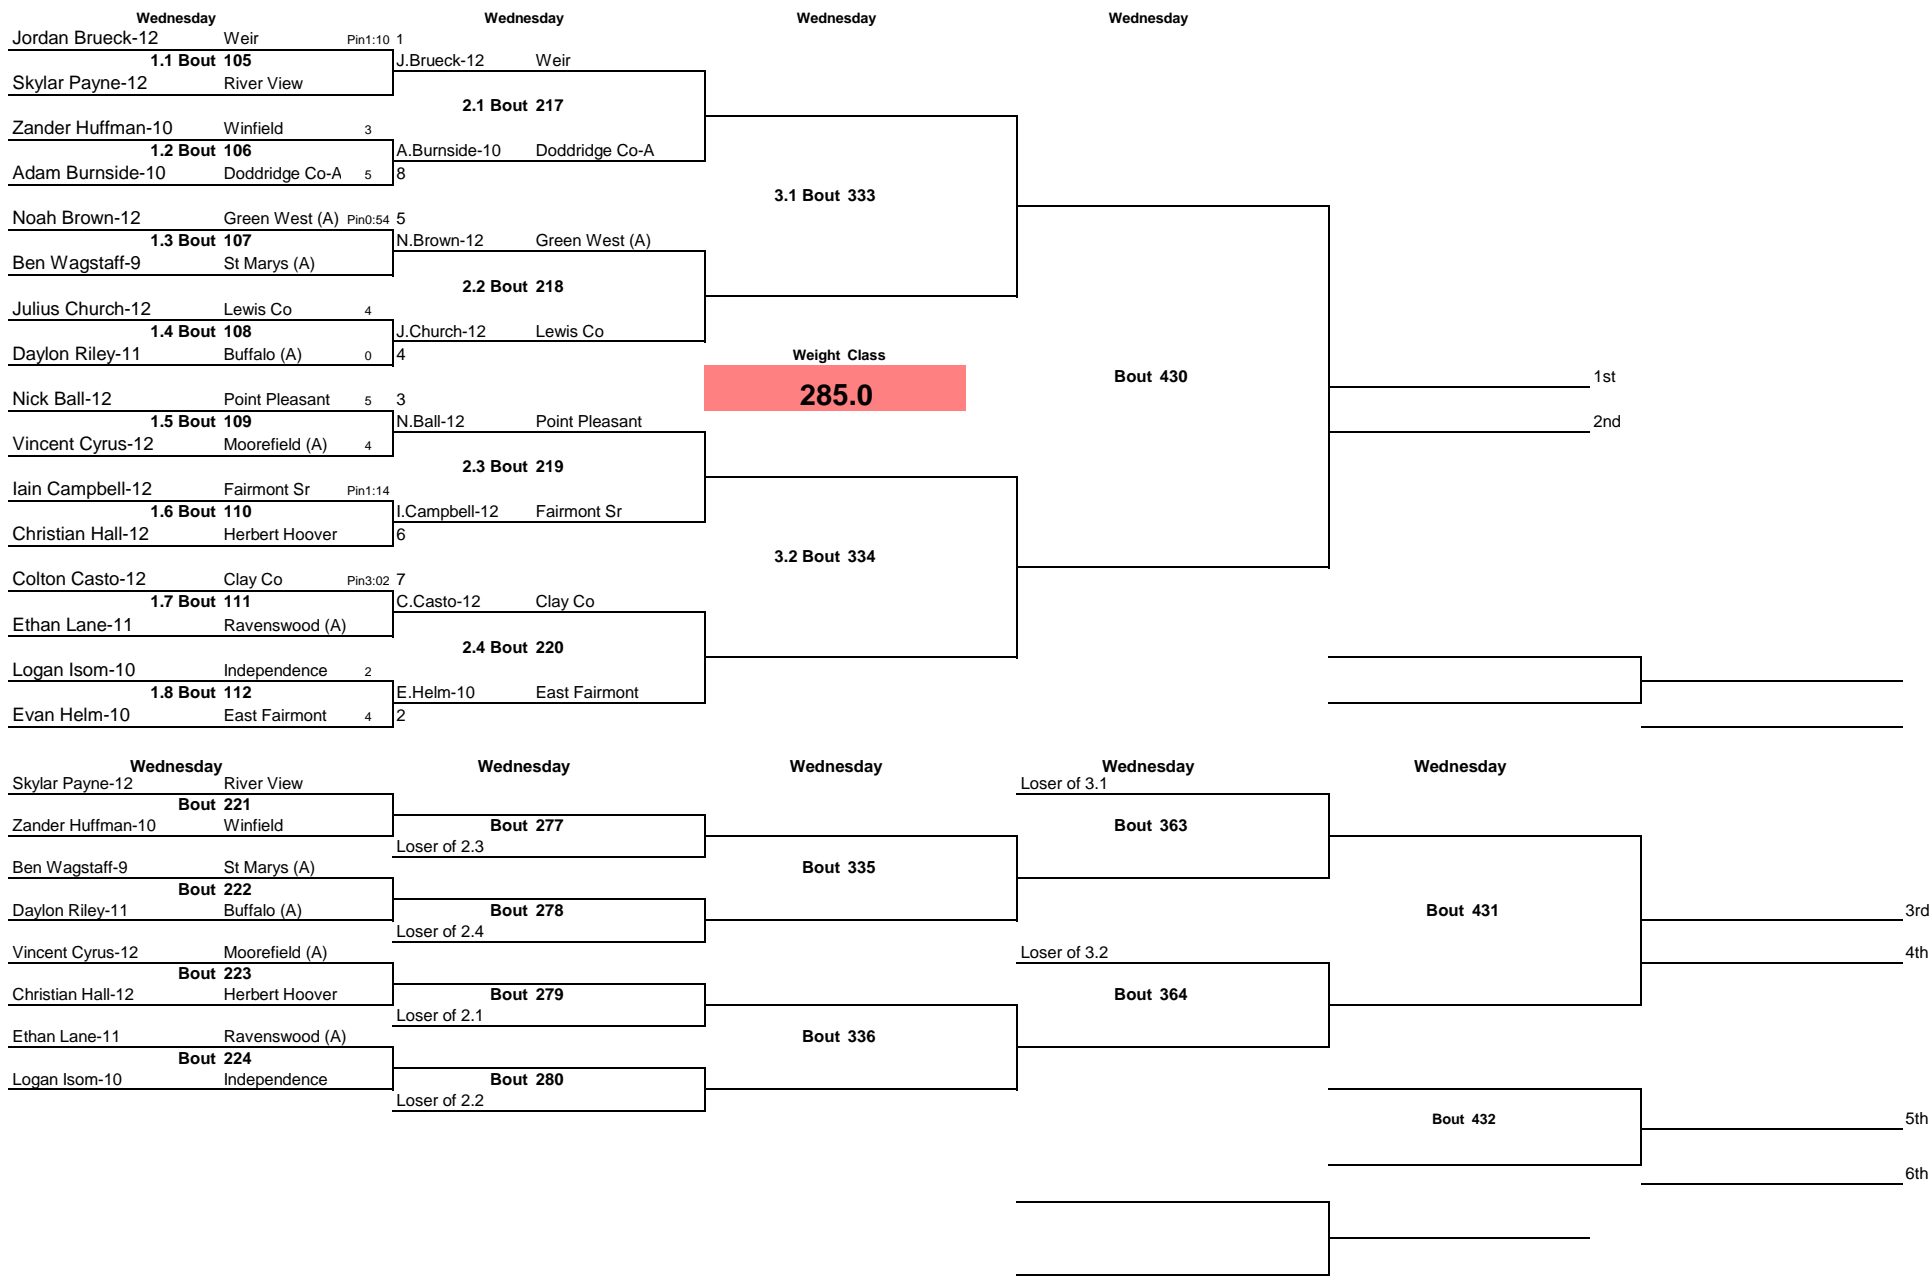 Wednesday Wednesday Wednesday Wednesday
Jordan Brueck-12 Weir Pin1:10 1
1.1 Bout 105 J.Brueck-12 Weir
Skylar Payne-12 River View
2.1 Bout 217
Zander Huffman-10 Winfield 3
1.2 Bout 106 A.Burnside-10 Doddridge Co-A
Adam Burnside-10 Doddridge Co-A 5 8
3.1 Bout 333
Noah Brown-12 Green West (A) Pin0:54 5
1.3 Bout 107 N.Brown-12 Green West (A)
Ben Wagstaff-9 St Marys (A)
2.2 Bout 218
Julius Church-12 Lewis Co 4
1.4 Bout 108 J.Church-12 Lewis Co
Daylon Riley-11 Buffalo (A) 0 4 Weight Class
Bout 430 1st
285.0
Nick Ball-12 Point Pleasant 5 3
1.5 Bout 109 N.Ball-12 Point Pleasant 2nd
Vincent Cyrus-12 Moorefield (A) 4
2.3 Bout 219
Iain Campbell-12 Fairmont Sr Pin1:14
1.6 Bout 110 I.Campbell-12 Fairmont Sr
Christian Hall-12 Herbert Hoover 6
3.2 Bout 334
Colton Casto-12 Clay Co Pin3:02 7
1.7 Bout 111 C.Casto-12 Clay Co
Ethan Lane-11 Ravenswood (A)
2.4 Bout 220
Logan Isom-10 Independence 2
1.8 Bout 112 E.Helm-10 East Fairmont
Evan Helm-10 East Fairmont 4 2
Wednesday Wednesday Wednesday Wednesday Wednesday
Skylar Payne-12 River View Loser of 3.1
Bout 221
Zander Huffman-10 Winfield Bout 277 Bout 363
Loser of 2.3
Ben Wagstaff-9 St Marys (A) Bout 335
Bout 222
Daylon Riley-11 Buffalo (A) Bout 278 Bout 431 3rd
Loser of 2.4
Vincent Cyrus-12 Moorefield (A) Loser of 3.2 4th
Bout 223
Christian Hall-12 Herbert Hoover Bout 279 Bout 364
Loser of 2.1
Ethan Lane-11 Ravenswood (A) Bout 336
Bout 224
Logan Isom-10 Independence Bout 280
Loser of 2.2
Bout 432 5th
6th